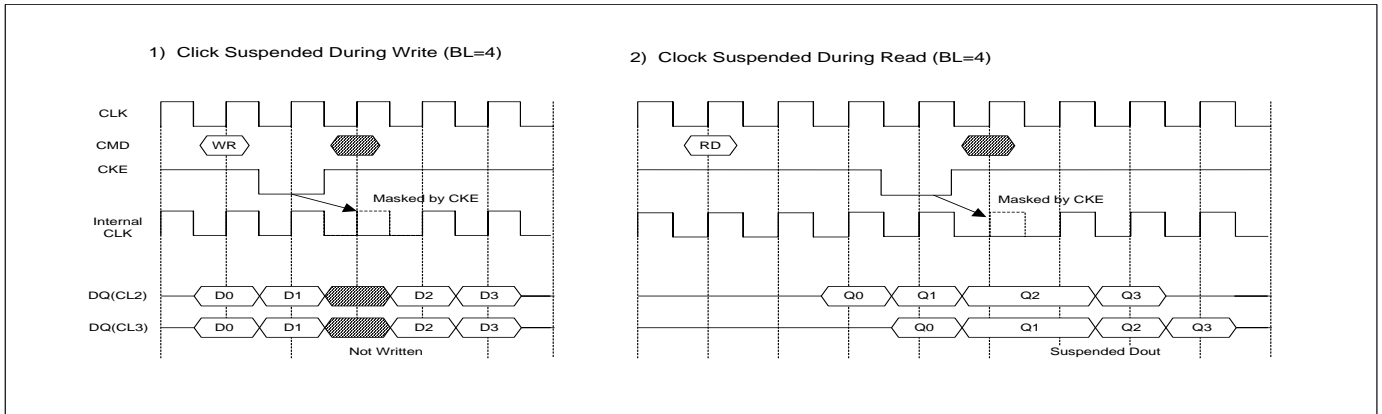 1) Click Suspended During Write (BL=4)
2) Clock Suspended During Read (BL=4)
CLK
CMD WR RD
CKE
Masked by CKE Masked by CKE
Internal
CLK
DQ(CL2) D0 D1 D2 D3 Q0 Q1 Q2 Q3
DQ(CL3) D0 D1 D2 D3 Q0 Q1 Q2 Q3
Not Written Suspended Dout